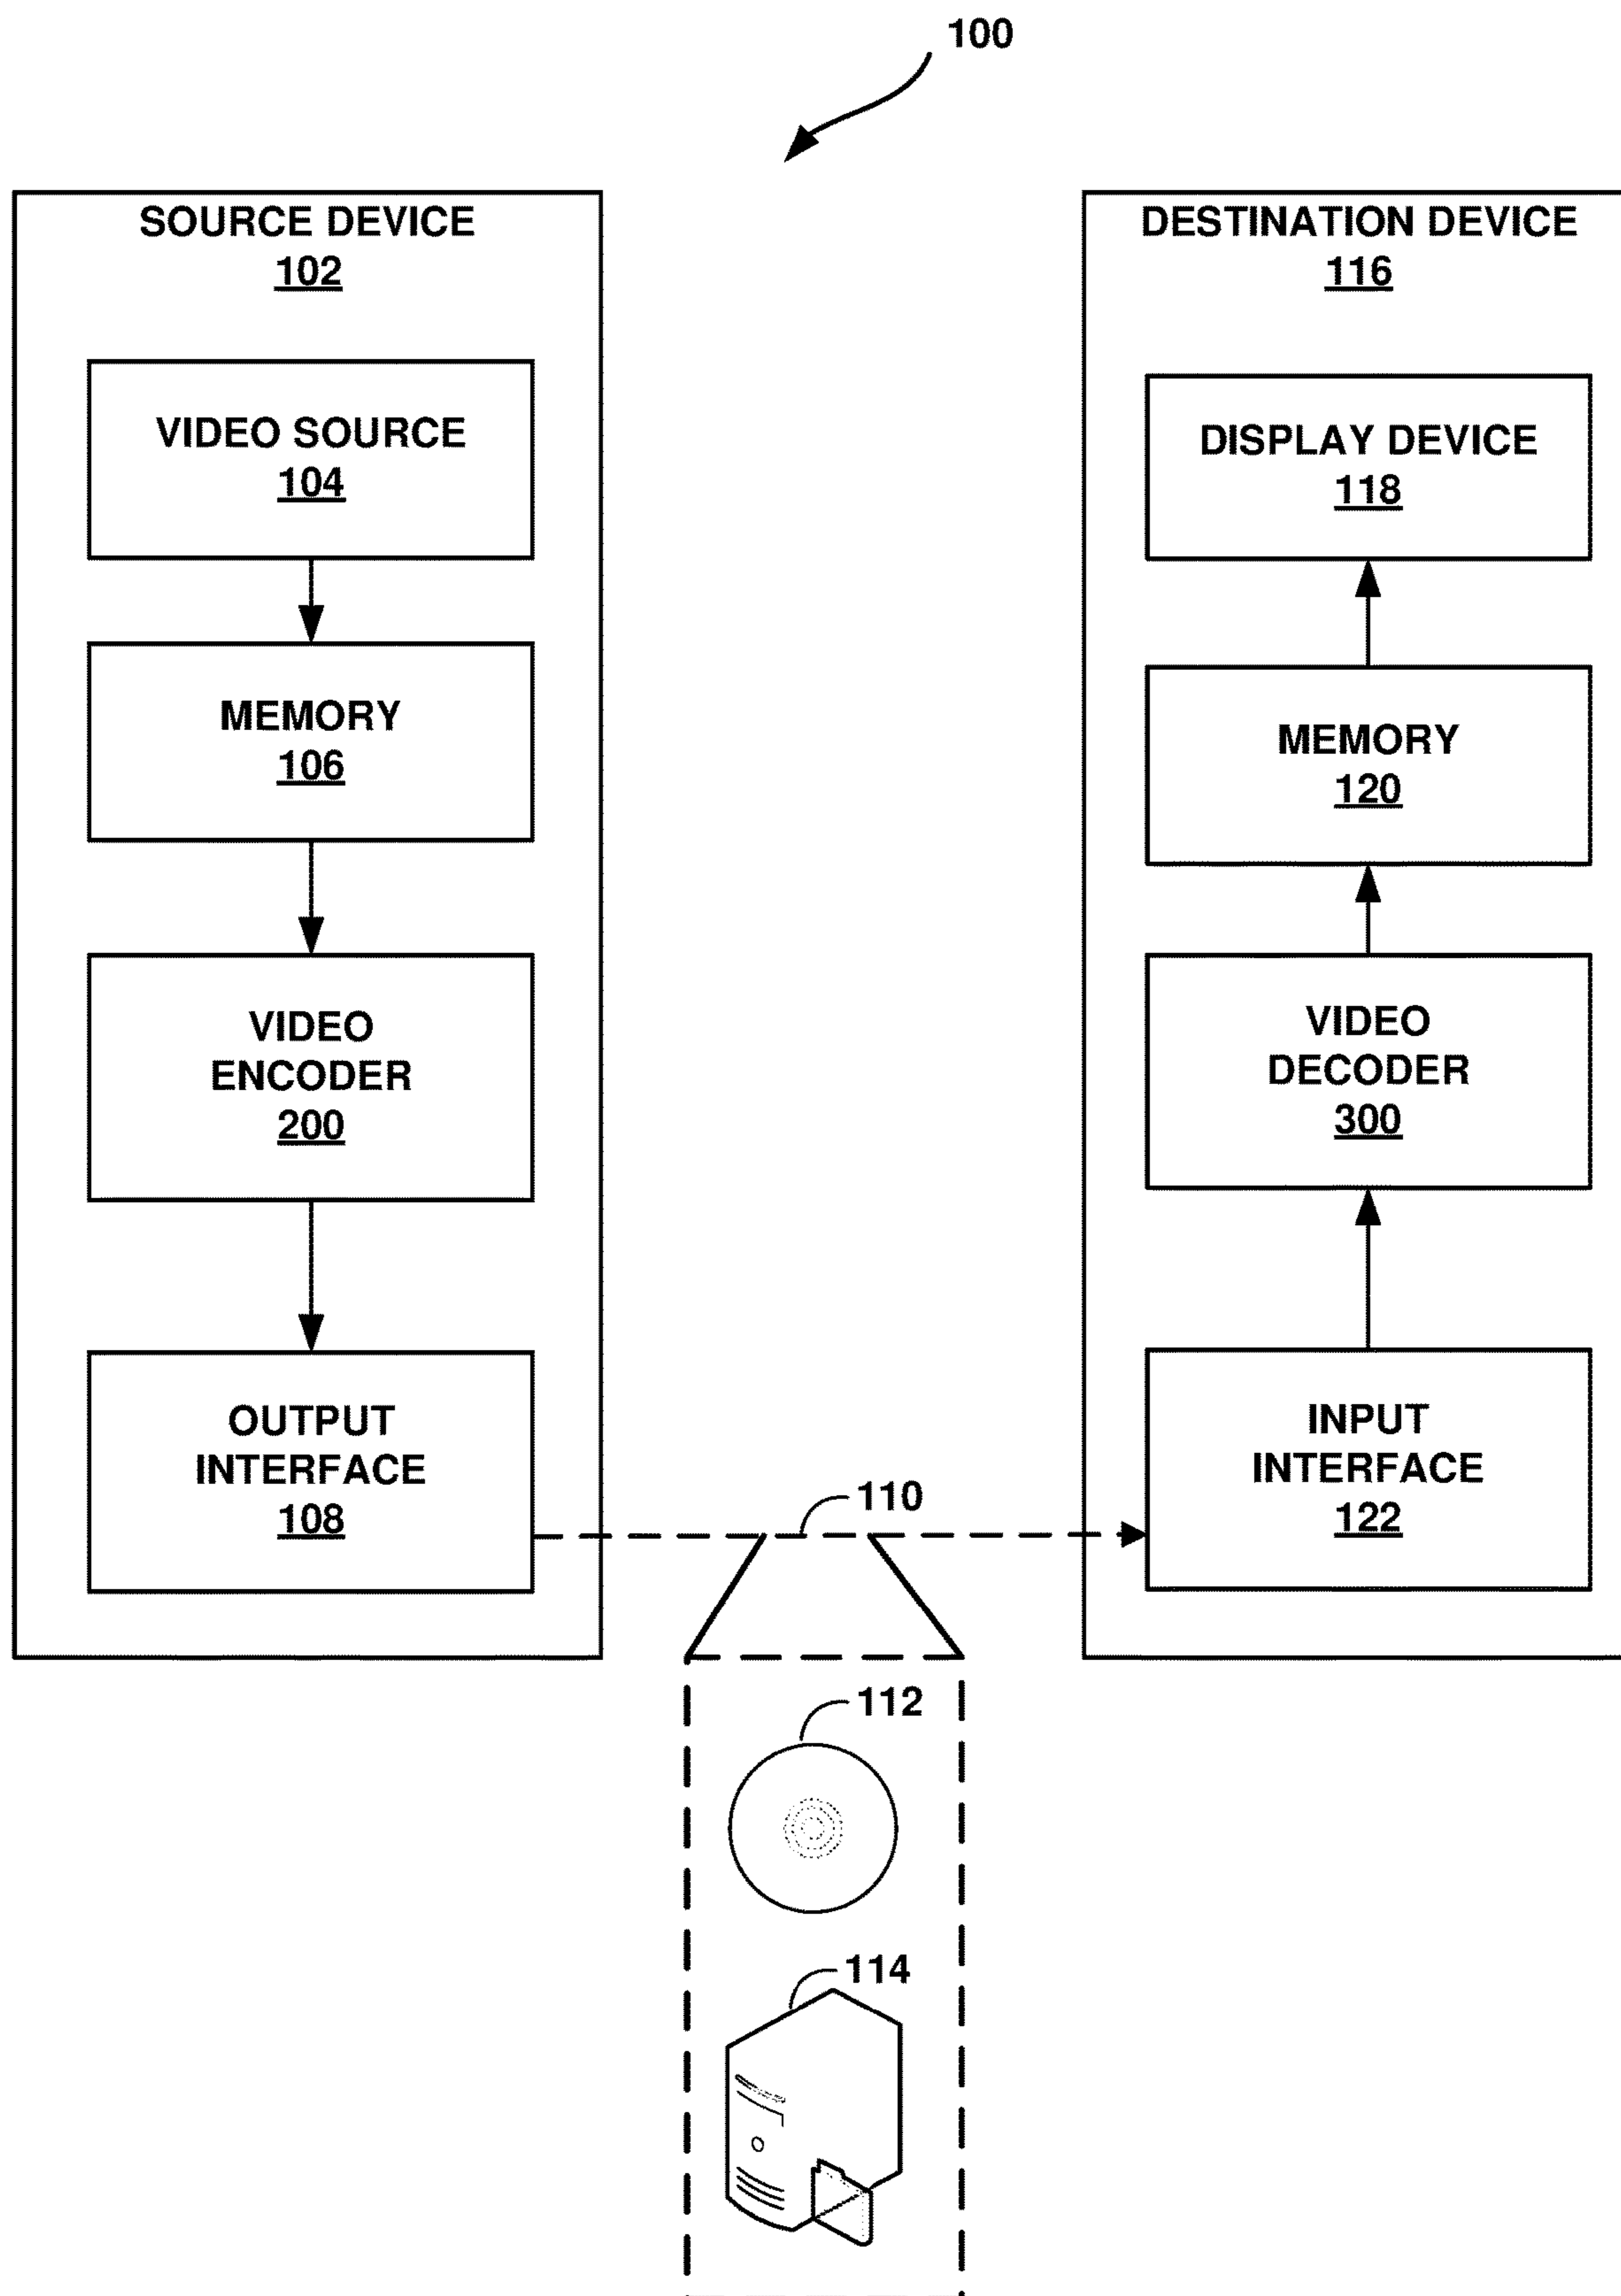 100
SOURCE DEVICE
102
VIDEO SOURCE
104
MEMORY
106
VIDEO
ENCODER
200
OUTPUT
INTERFACE
108
DESTINATION DEVICE
116
DISPLAY DEVICE
118
MEMORY
120
VIDEO
DECODER
300
INPUT
INTERFACE
122
110
112
114